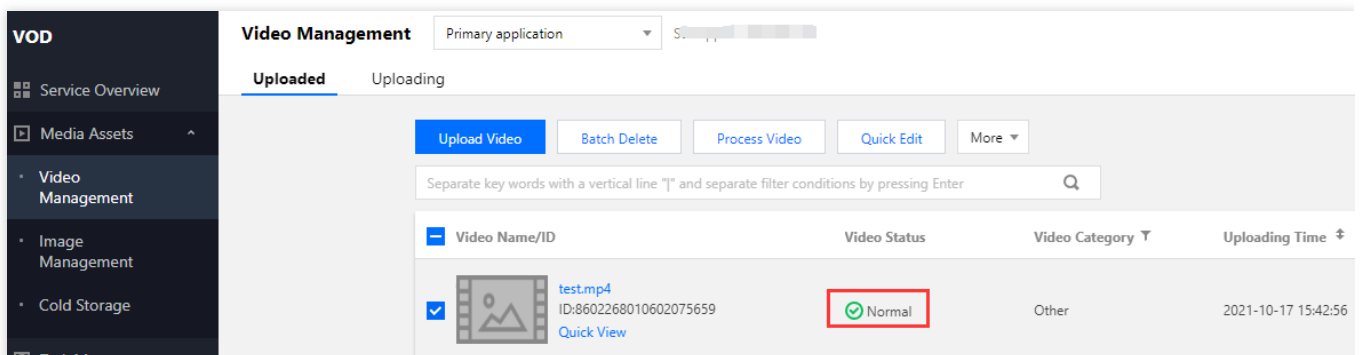 VOD
Video Management
Primary application
Uploaded
Uploading
Service Overview
Media Assets
Video
Management
Image
Management
Cold Storage
Upload Video
Batch Delete
Process Video
Quick Edit
More
Separate key words with a vertical line "|" and separate filter conditions by pressing Enter
Video Name/ID
Video Status
Video Category
Uploading Time
test.mp4
ID:8602268010602075659
Quick View
Normal
Other
2021-10-17 15:42:56